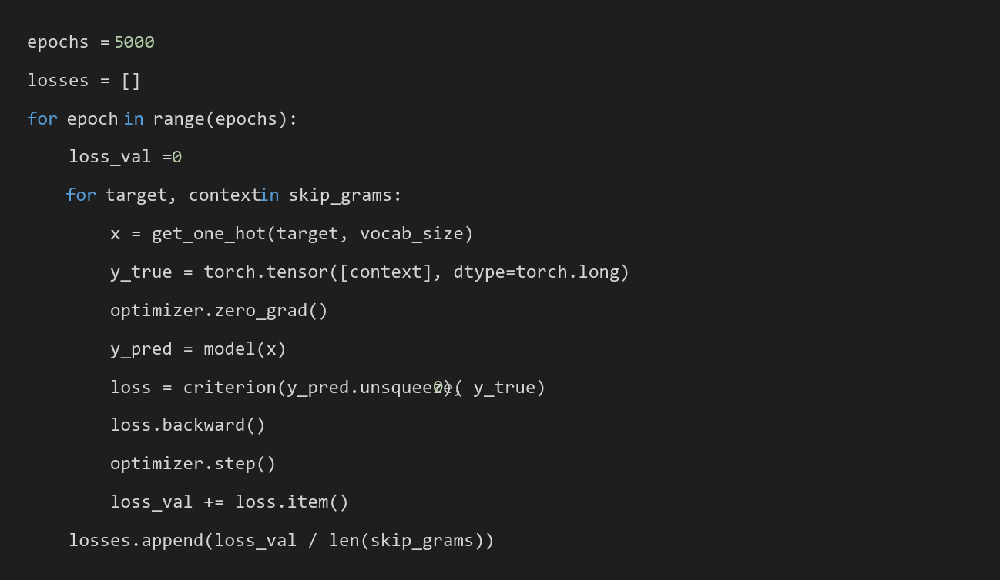 epochs = 5000
losses = []
for epoch in range(epochs):
    loss_val =0
    for target, context in skip_grams:
        x = get_one_hot(target, vocab_size)
        y_true = torch.tensor([context], dtype=torch.long)
        optimizer.zero_grad()
        y_pred = model(x)
        loss = criterion(y_pred.unsqueeze(0), y_true)
        loss.backward()
        optimizer.step()
        loss_val += loss.item()
    losses.append(loss_val / len(skip_grams))